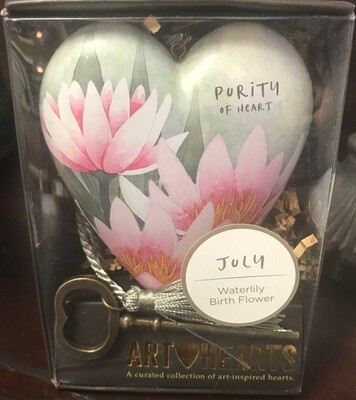 PURITY
OF HEART
JULY
Waterlily
Birth Flower
ART♥HEARTS
A curated collection of art-inspired hearts.